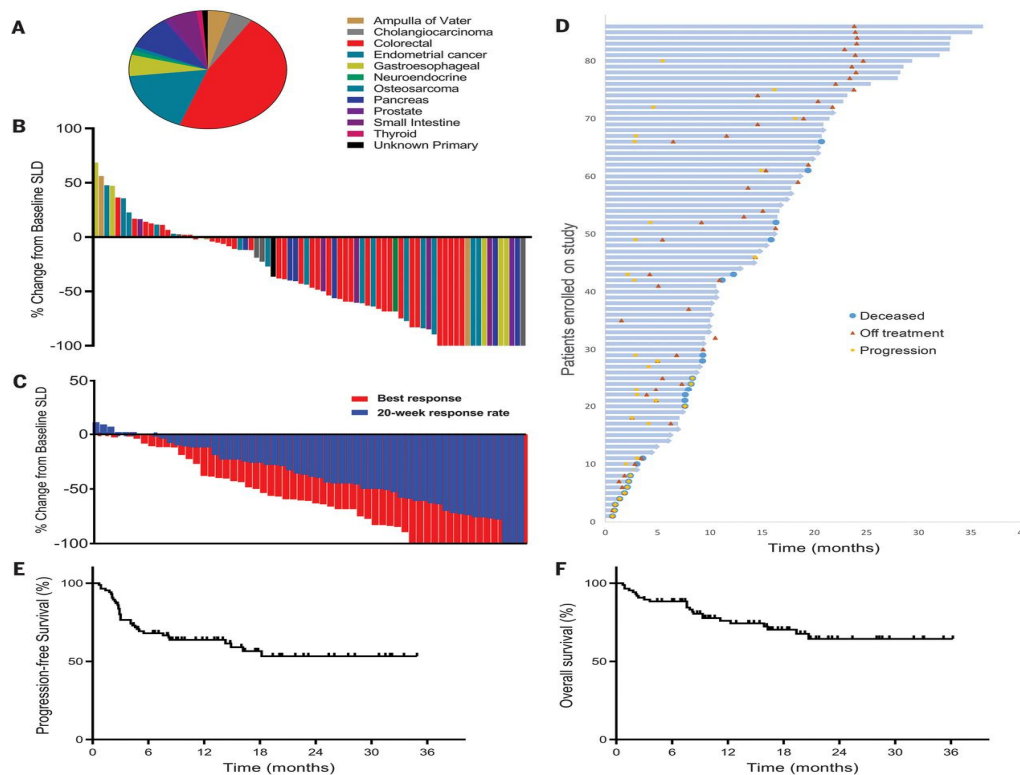 A
Ampulla of Vater
Cholangiocarcinoma
Colorectal
Endometrial cancer
Gastroesophageal
Neuroendocrine
Osteosarcoma
Pancreas
Prostate
Small Intestine
Thyroid
Unknown Primary
B
% Change from Baseline SLD
100
50
0
-50
-100
C
% Change from Baseline SLD
50
0
-50
-100
Best response
20-week response rate
D
Patients enrolled on study
80
70
60
50
40
30
20
10
0
Deceased
Off treatment
Progression
0 5 10 15 20 25 30 35
Time (months)
E
Progression-free Survival (%)
100
50
0
0 6 12 18 24 30 36
Time (months)
F
Overall survival (%)
100
50
0
0 6 12 18 24 30 36
Time (months)